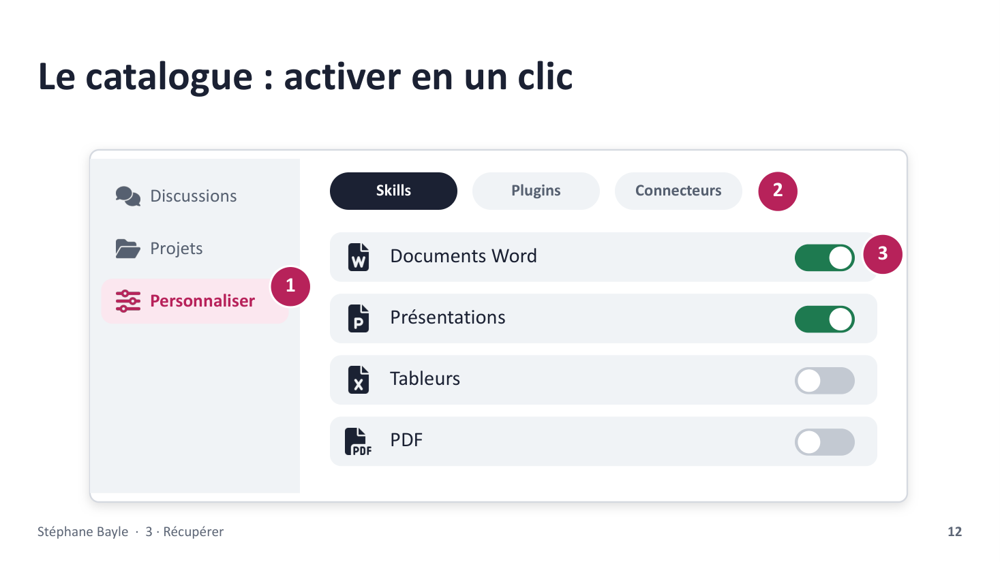 Le catalogue : activer en un clic
Discussions
Projets
Personnaliser
1
Skills
Plugins
Connecteurs
2
W
Documents Word
3
P
Présentations
X
Tableurs
PDF
PDF
Stéphane Bayle · 3 · Récupérer
12